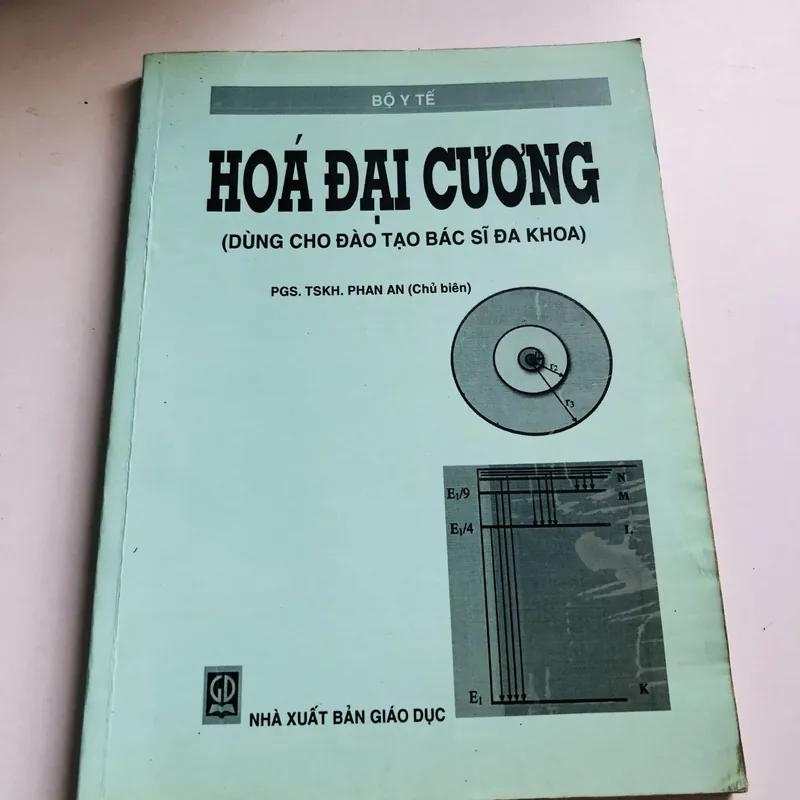 BỘ Y TẾ
HOÁ ĐẠI CƯƠNG
(DÙNG CHO ĐÀO TẠO BÁC SĨ ĐA KHOA)
PGS. TSKH. PHAN AN (Chủ biên)
r2
r3
N
E1/9
M
E1/4
L
E1
K
GD
NHÀ XUẤT BẢN GIÁO DỤC